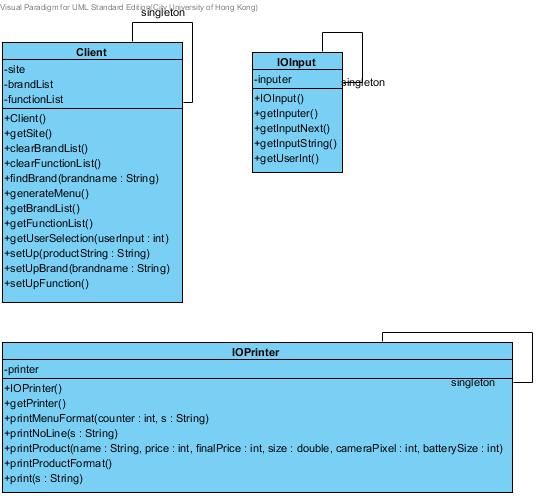 Visual Paradigm for UML Standard Edition(City University of Hong Kong)
singleton
Client
-site
-brandList
-functionList
+Client()
+getSite()
+clearBrandList()
+clearFunctionList()
+findBrand(brandname : String)
+generateMenu()
+getBrandList()
+getFunctionList()
+getUserSelection(userInput : int)
+setUp(productString : String)
+setUpBrand(brandname : String)
+setUpFunction()
IOInput
-inputer
singleton
+IOInput()
+getInputer()
+getInputNext()
+getInputString()
+getUserInt()
IOPrinter
-printer
singleton
+IOPrinter()
+getPrinter()
+printMenuFormat(counter : int, s : String)
+printNoLine(s : String)
+printProduct(name : String, price : int, finalPrice : int, size : double, cameraPixel : int, batterySize : int)
+printProductFormat()
+print(s : String)